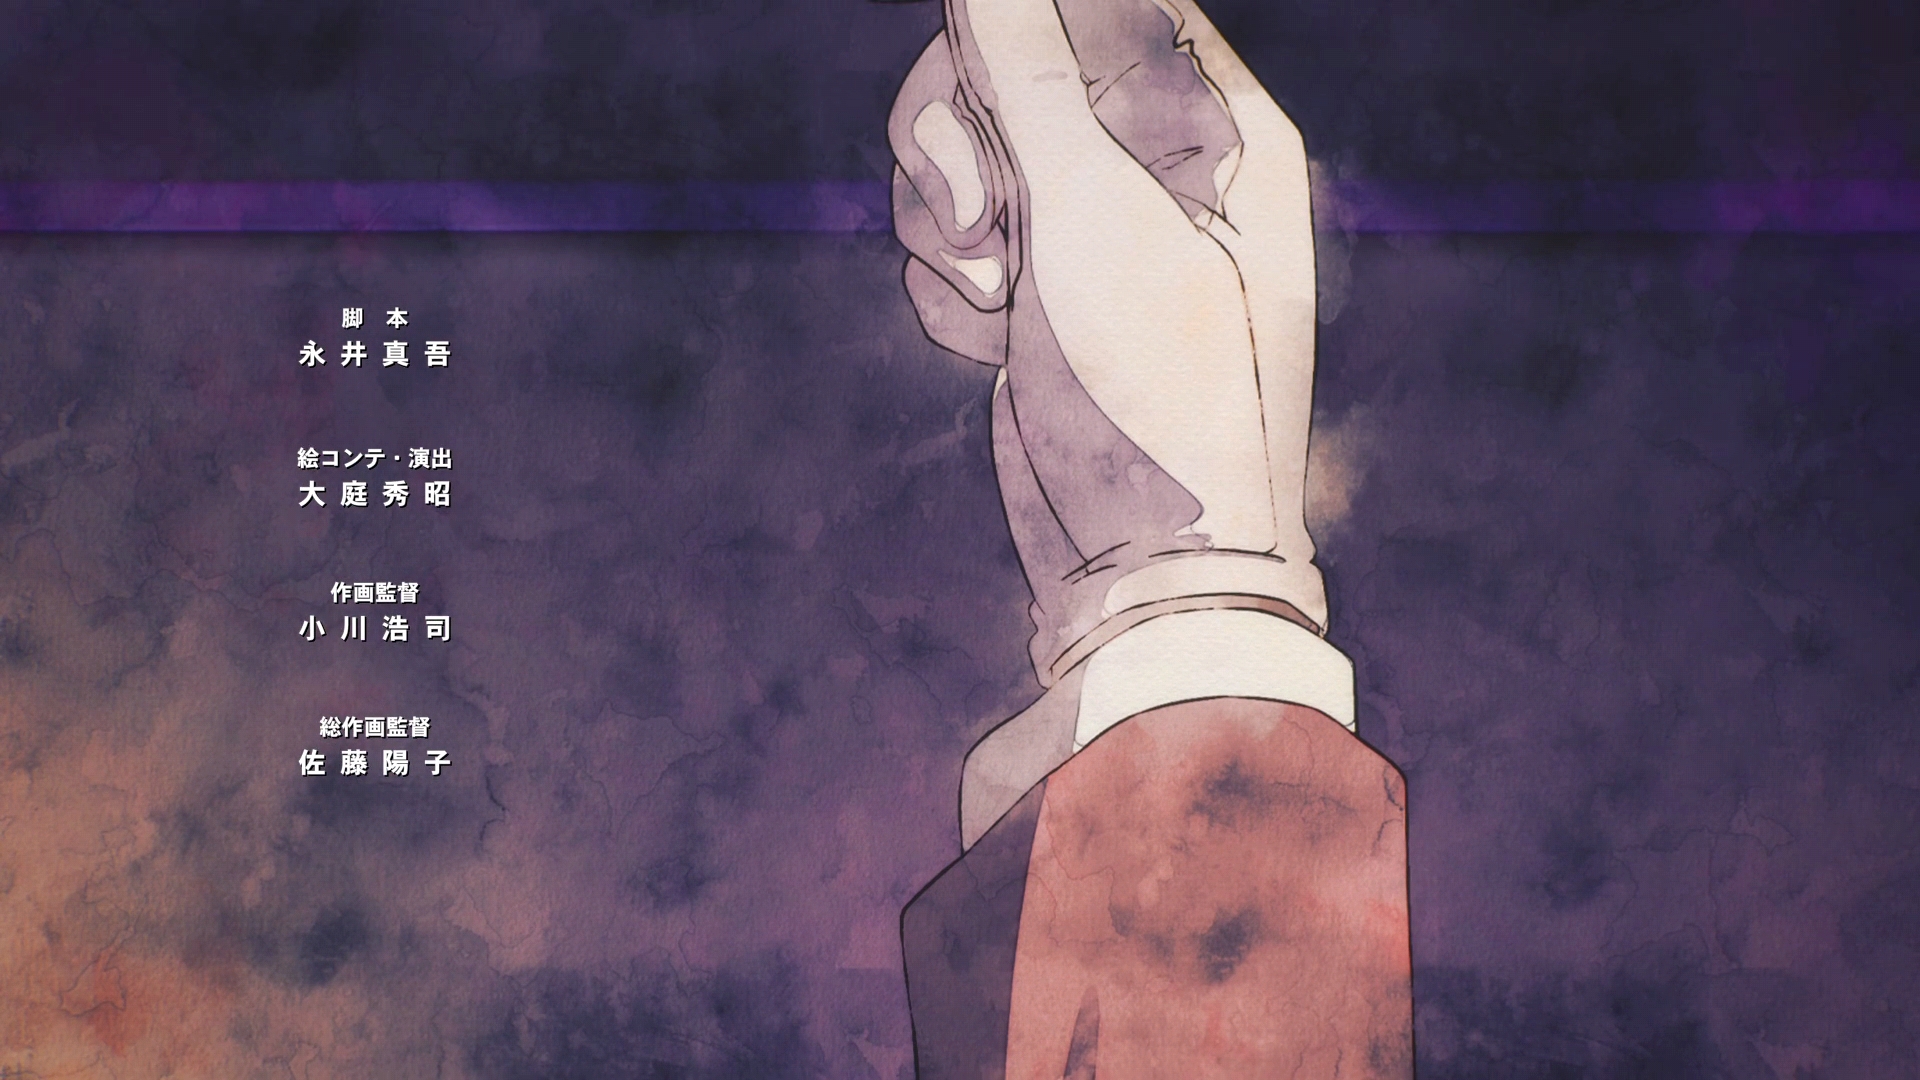 脚 本
永井真吾
絵コンテ・演出
大庭秀昭
作画監督
小川浩司
総作画監督
佐藤陽子